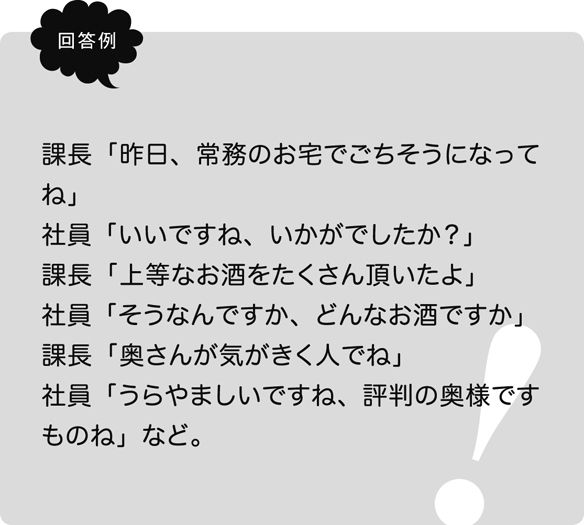 回答例
課長「昨日、常務のお宅でごちそうになって
ね」
社員「いいですね、いかがでしたか？」
課長「上等なお酒をたくさん頂いたよ」
社員「そうなんですか、どんなお酒ですか」
課長「奥さんが気がきく人でね」
社員「うらやましいですね、評判の奥様です
ものね」など。